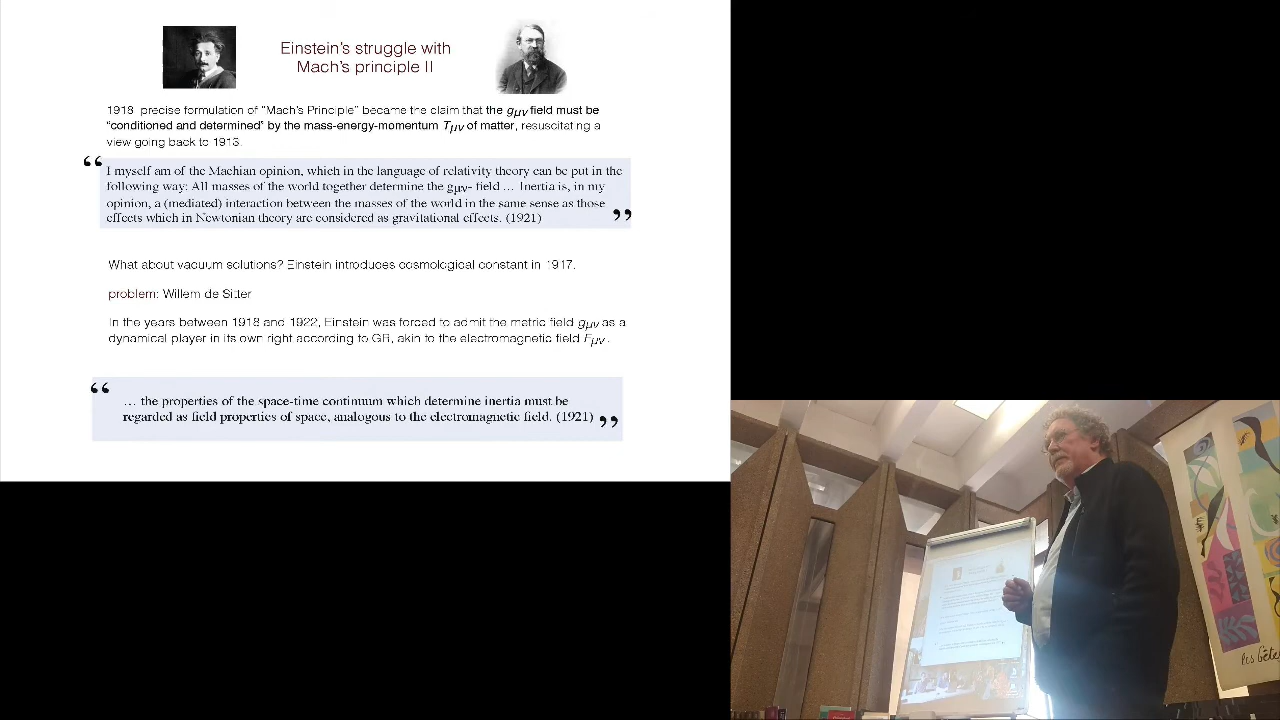 Einstein's struggle with
Mach's principle II
1918 precise formulation of "Mach's Principle" became the claim that the gμν field must be
"conditioned and determined" by the mass-energy-momentum Tμν of matter, resuscitating a
view going back to 1913.
“
I myself am of the Machian opinion, which in the language of relativity theory can be put in the
following way: All masses of the world together determine the gμν- field ... Inertia is, in my
opinion, a (mediated) interaction between the masses of the world in the same sense as those
effects which in Newtonian theory are considered as gravitational effects. (1921)
”
What about vacuum solutions? Einstein introduces cosmological constant in 1917.
problem: Willem de Sitter
In the years between 1918 and 1922, Einstein was forced to admit the metric field gμν as a
dynamical player in its own right according to GR, akin to the electromagnetic field Fμν .
“
... the properties of the space-time continuum which determine inertia must be
regarded as field properties of space, analogous to the electromagnetic field. (1921)
”
les bêtes